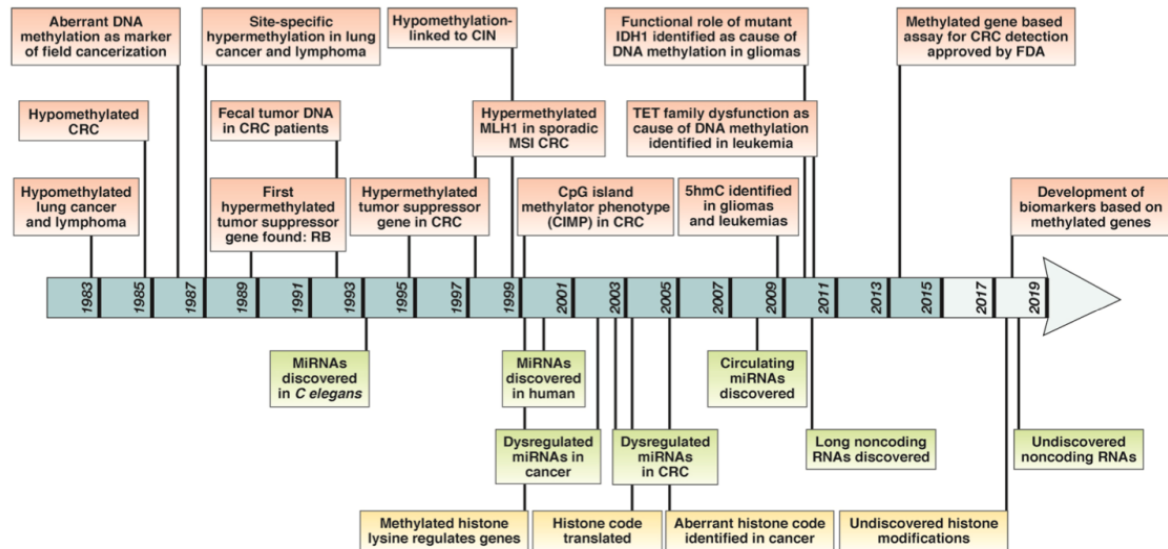 Aberrant DNA
methylation as marker
of field cancerization
Site-specific
hypermethylation in lung
cancer and lymphoma
Hypomethylation-
linked to CIN
Functional role of mutant
IDH1 identified as cause of
DNA methylation in gliomas
Methylated gene based
assay for CRC detection
approved by FDA
Hypomethylated
CRC
Fecal tumor DNA
in CRC patients
Hypermethylated
MLH1 in sporadic
MSI CRC
TET family dysfunction as
cause of DNA methylation
identified in leukemia
Hypomethylated
lung cancer
and lymphoma
First
hypermethylated
tumor suppressor
gene found: RB
Hypermethylated
tumor suppressor
gene in CRC
CpG island
methylator phenotype
(CIMP) in CRC
5hmC identified
in gliomas
and leukemias
Development of
biomarkers based on
methylated genes
1983
1985
1987
1989
1991
1993
1995
1997
1999
2001
2003
2005
2007
2009
2011
2013
2015
2017
2019
MiRNAs
discovered
in C elegans
MiRNAs
discovered
in human
Circulating
miRNAs
discovered
Dysregulated
miRNAs in
cancer
Dysregulated
miRNAs
in CRC
Long noncoding
RNAs discovered
Undiscovered
noncoding RNAs
Methylated histone
lysine regulates genes
Histone code
translated
Aberrant histone code
identified in cancer
Undiscovered histone
modifications